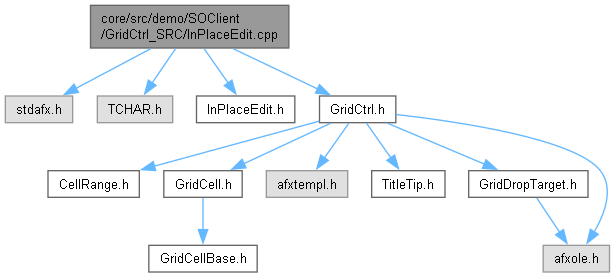 core/src/demo/SOClient
/GridCtrl_SRC/InPlaceEdit.cpp
stdafx.h
TCHAR.h
InPlaceEdit.h
GridCtrl.h
CellRange.h
GridCell.h
afxtempl.h
TitleTip.h
GridDropTarget.h
GridCellBase.h
afxole.h